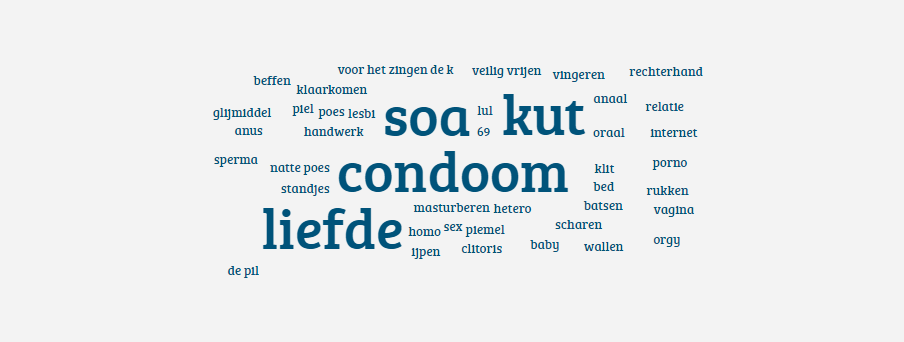 voor het zingen de k
veilig vrijen
vingeren
rechterhand
beffen
klaarkomen
anaal
relatie
glijmiddel
piel
poes
lesbi
soa
lul
kut
anus
handwerk
69
oraal
internet
sperma
natte poes
condoom
klit
porno
standjes
bed
rukken
liefde
masturberen
hetero
batsen
vagina
homo
sex
piemel
scharen
ijpen
clitoris
baby
wallen
orgy
de pil